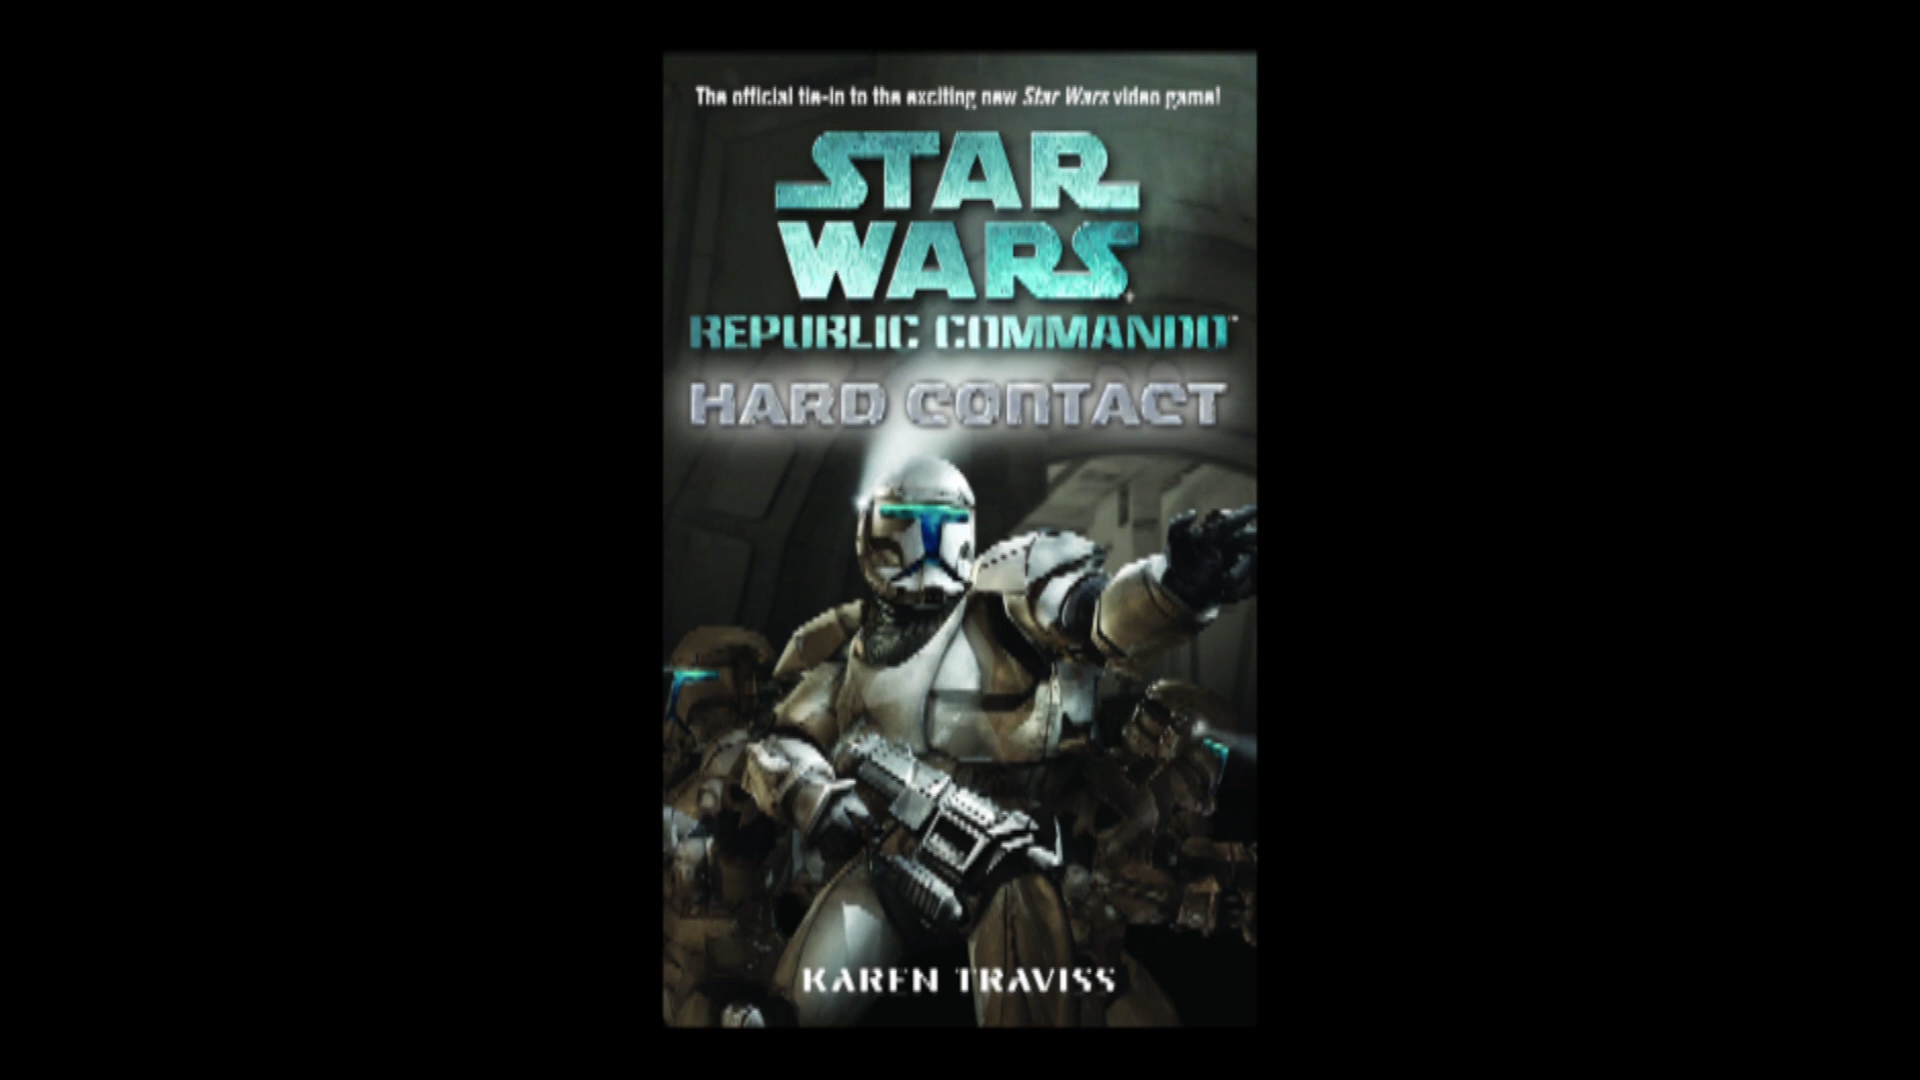 The official tie-in to the exciting new Star Wars video game!
STAR
WARS
REPUBLIC COMMANDO™
HARD CONTACT
KAREN TRAVISS